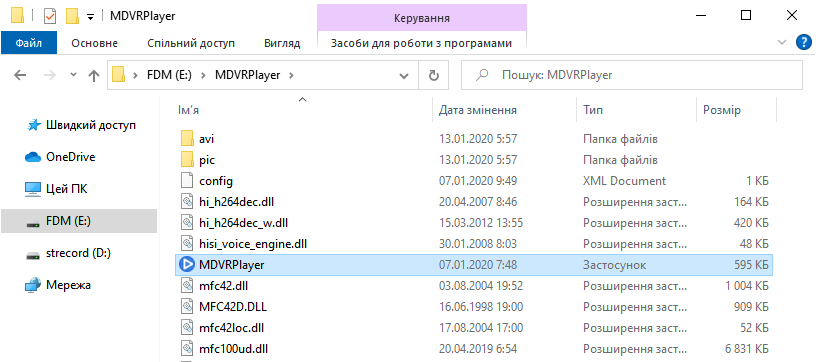 MDVRPlayer
Керування
Файл Основне Спільний доступ Вигляд Засоби для роботи з програмами
FDM (E:) MDVRPlayer Пошук: MDVRPlayer
Ім'я Дата змінення Тип Розмір
Швидкий доступ
OneDrive
Цей ПК
FDM (E:)
strecord (D:)
Мережа
avi 13.01.2020 5:57 Папка файлів
pic 13.01.2020 5:57 Папка файлів
config 07.01.2020 9:49 XML Document 1 КБ
hi_h264dec.dll 20.04.2007 8:46 Розширення заст... 164 КБ
hi_h264dec_w.dll 15.03.2012 13:55 Розширення заст... 420 КБ
hisi_voice_engine.dll 30.01.2008 8:03 Розширення заст... 48 КБ
MDVRPlayer 07.01.2020 7:48 Застосунок 595 КБ
mfc42.dll 03.08.2004 19:52 Розширення заст... 1 004 КБ
MFC42D.DLL 16.06.1998 19:00 Розширення заст... 909 КБ
mfc42loc.dll 17.08.2004 17:00 Розширення заст... 52 КБ
mfc100ud.dll 20.04.2019 6:54 Розширення заст... 6 831 КБ